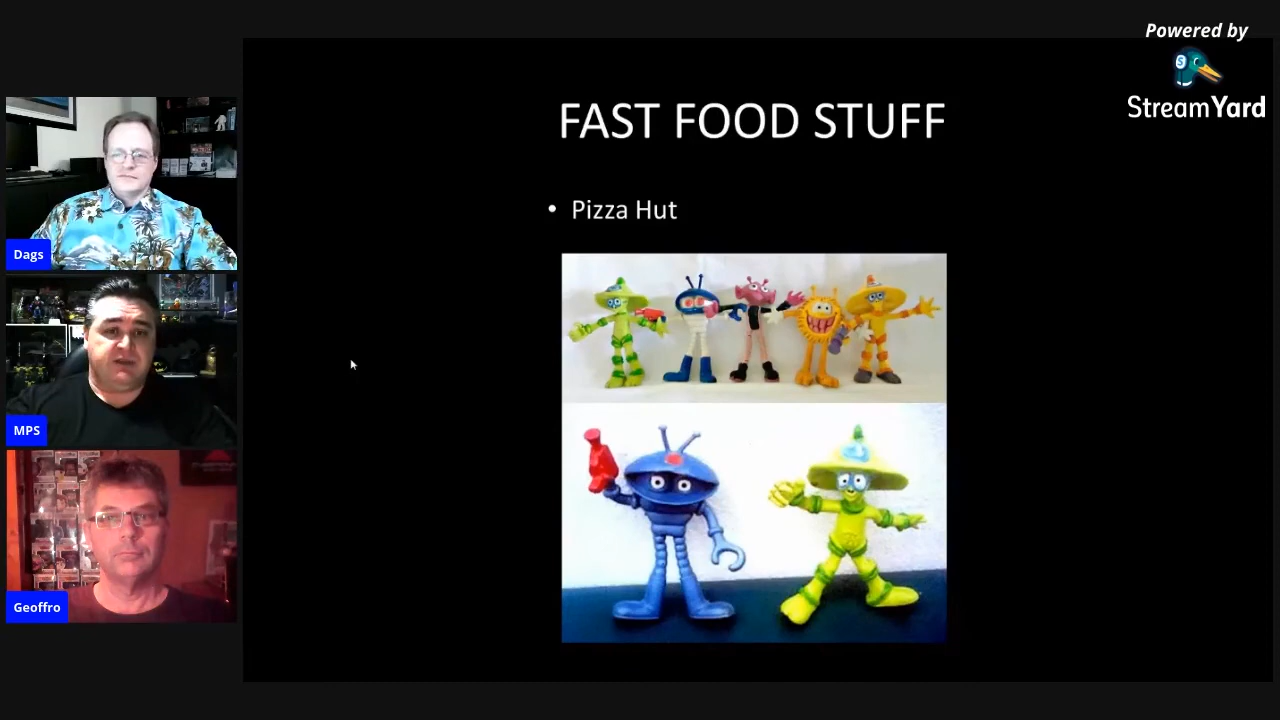 Powered by
StreamYard
FAST FOOD STUFF
• Pizza Hut
Dags
MPS
Geoffro